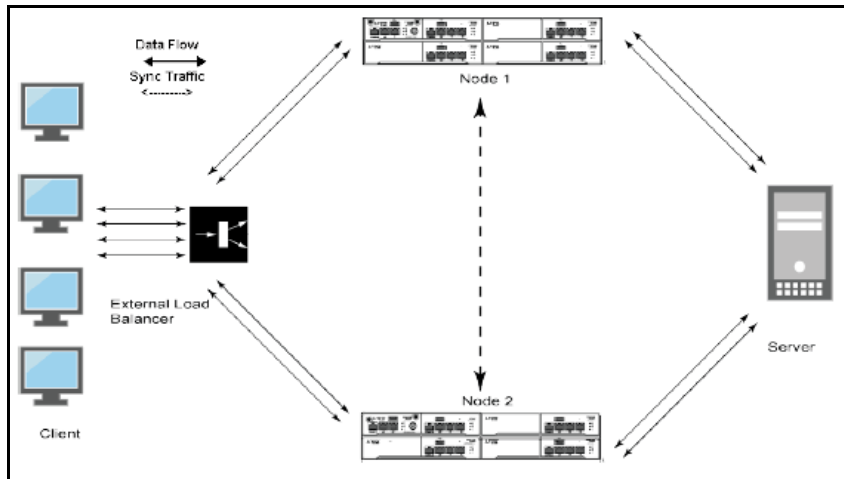 Data Flow
Sync Traffic
Node 1
External Load
Balancer
Server
Node 2
Client